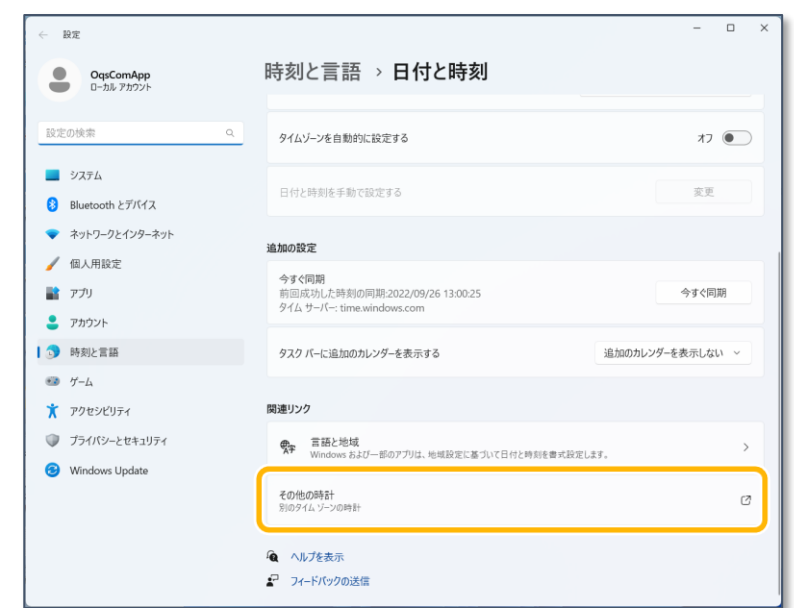 設定
OqsComApp
ローカル アカウント
設定の検索
システム
Bluetooth とデバイス
ネットワークとインターネット
個人用設定
アプリ
アカウント
時刻と言語
ゲーム
アクセシビリティ
プライバシーとセキュリティ
Windows Update
時刻と言語 › 日付と時刻
タイムゾーンを自動的に設定する
オフ
日付と時刻を手動で設定する
変更
追加の設定
今すぐ同期
前回成功した時刻の同期:2022/09/26 13:00:25
タイム サーバー: time.windows.com
今すぐ同期
タスク バーに追加のカレンダーを表示する
追加のカレンダーを表示しない
関連リンク
言語と地域
Windows および一部のアプリは、地域設定に基づいて日付と時刻を書式設定します。
その他の時計
別のタイム ゾーンの時計
ヘルプを表示
フィードバックの送信